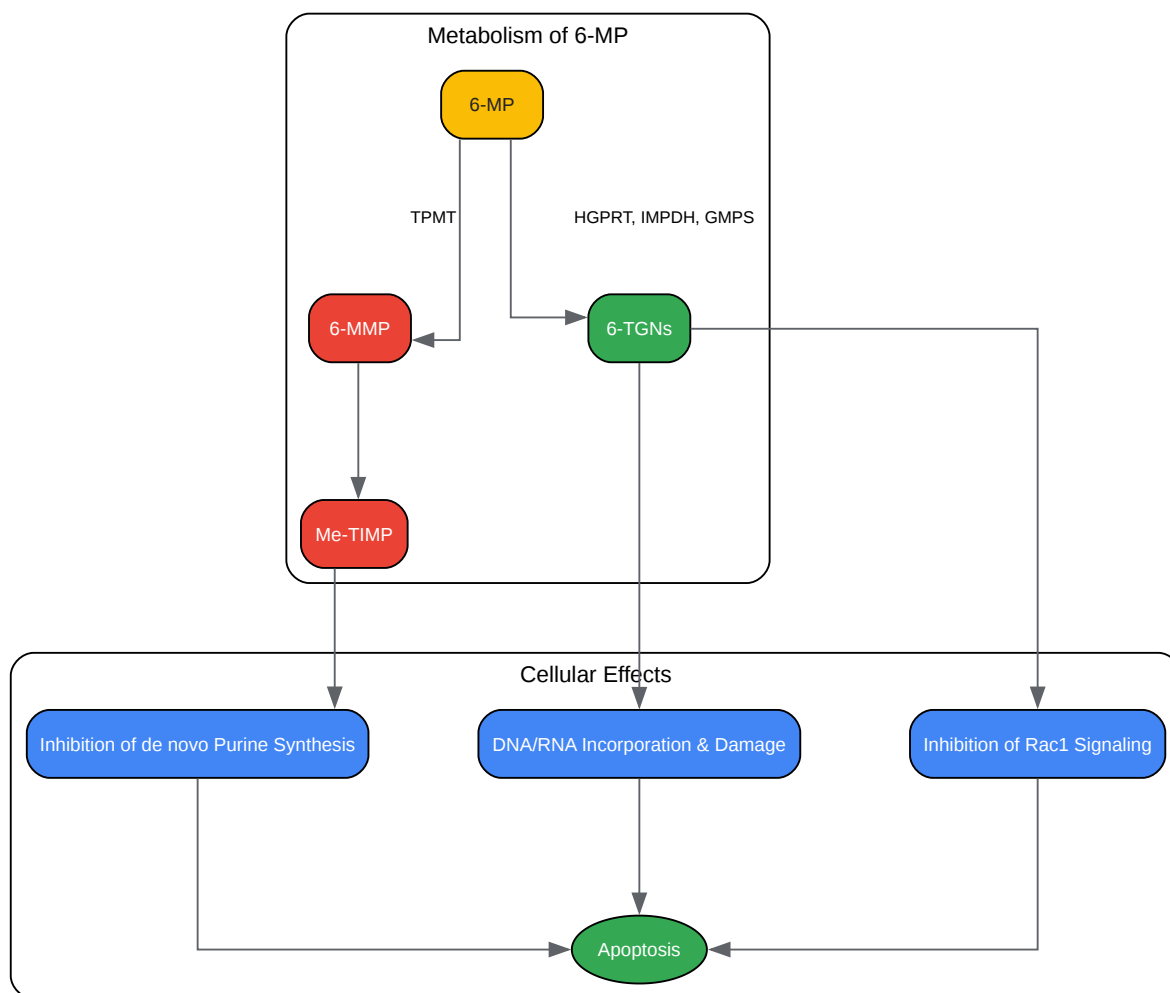 Metabolism of 6-MP
6-MP
TPMT
HGPRT, IMPDH, GMPS
6-MMP
6-TGNs
Me-TIMP
Cellular Effects
Inhibition of de novo Purine Synthesis
DNA/RNA Incorporation & Damage
Inhibition of Rac1 Signaling
Apoptosis